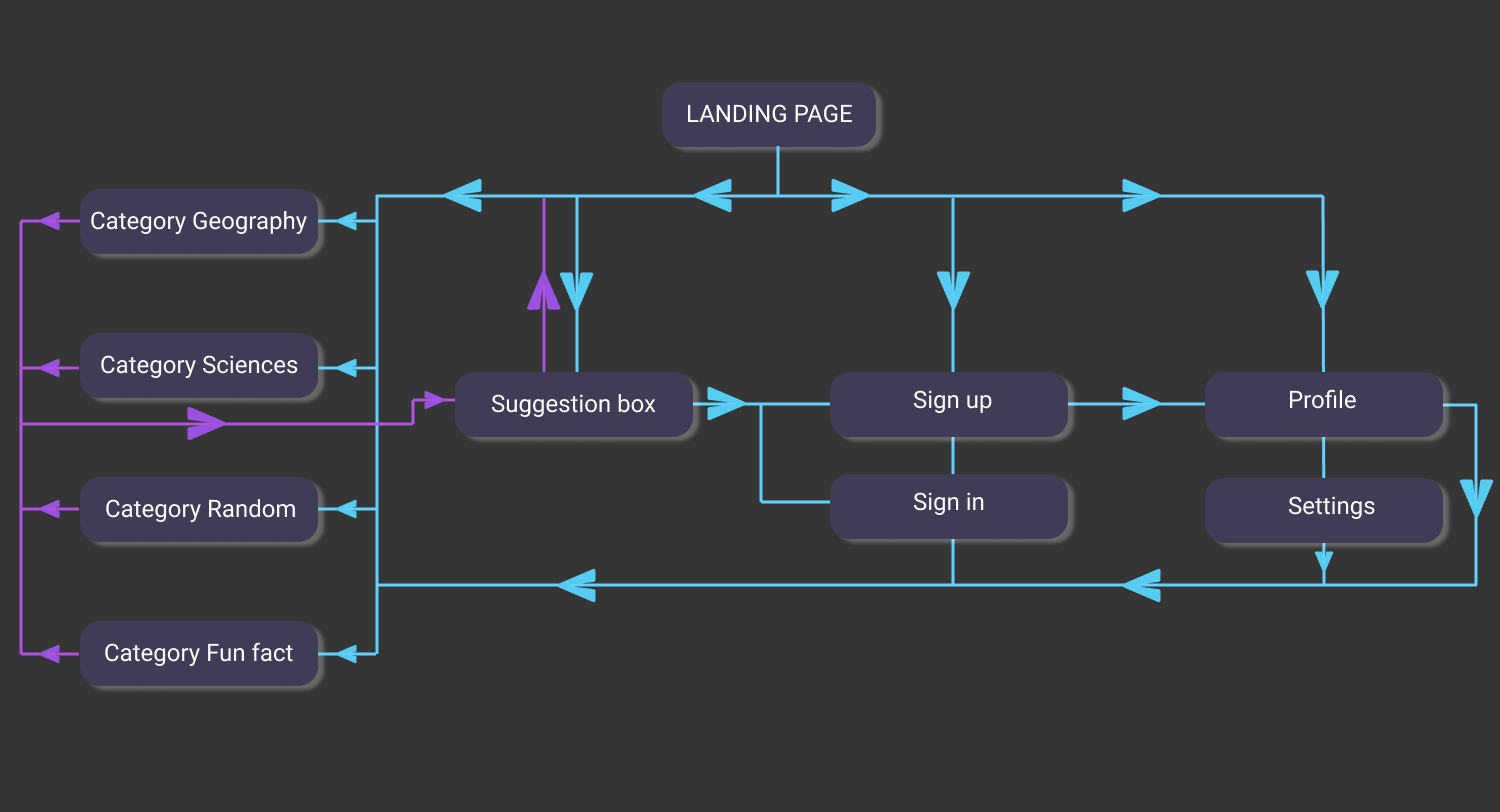 LANDING PAGE
Category Geography
Category Sciences
Suggestion box
Sign up
Profile
Category Random
Sign in
Settings
Category Fun fact